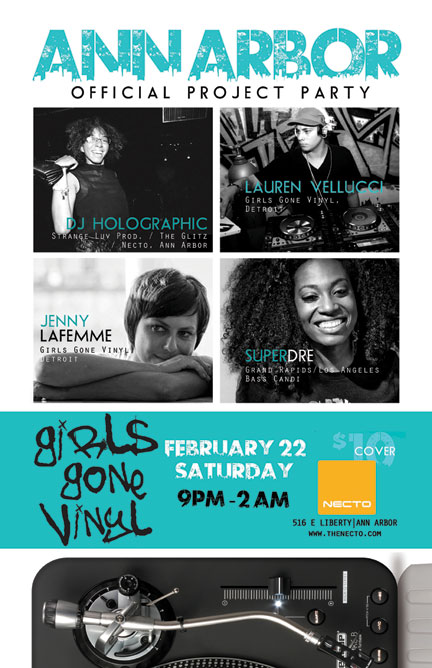 ANN ARBOR
OFFICIAL PROJECT PARTY
DJ HOLOGRAPHIC
STRANGE LUV PROD. / THE GLITZ
// NECTO, ANN ARBOR
LAUREN VELLUCCI
GIRLS GONE VINYL,
DETROIT
JENNY
LAFEMME
GIRLS GONE VINYL
DETROIT
SUPERDRE
GRAND RAPIDS/LOS ANGELES
BASS CANDI
GIRLS
GONE
VINYL
FEBRUARY 22
SATURDAY
9PM - 2 AM
$10
COVER
NECTO
516 E LIBERTY|ANN ARBOR
WWW.THENECTO.COM